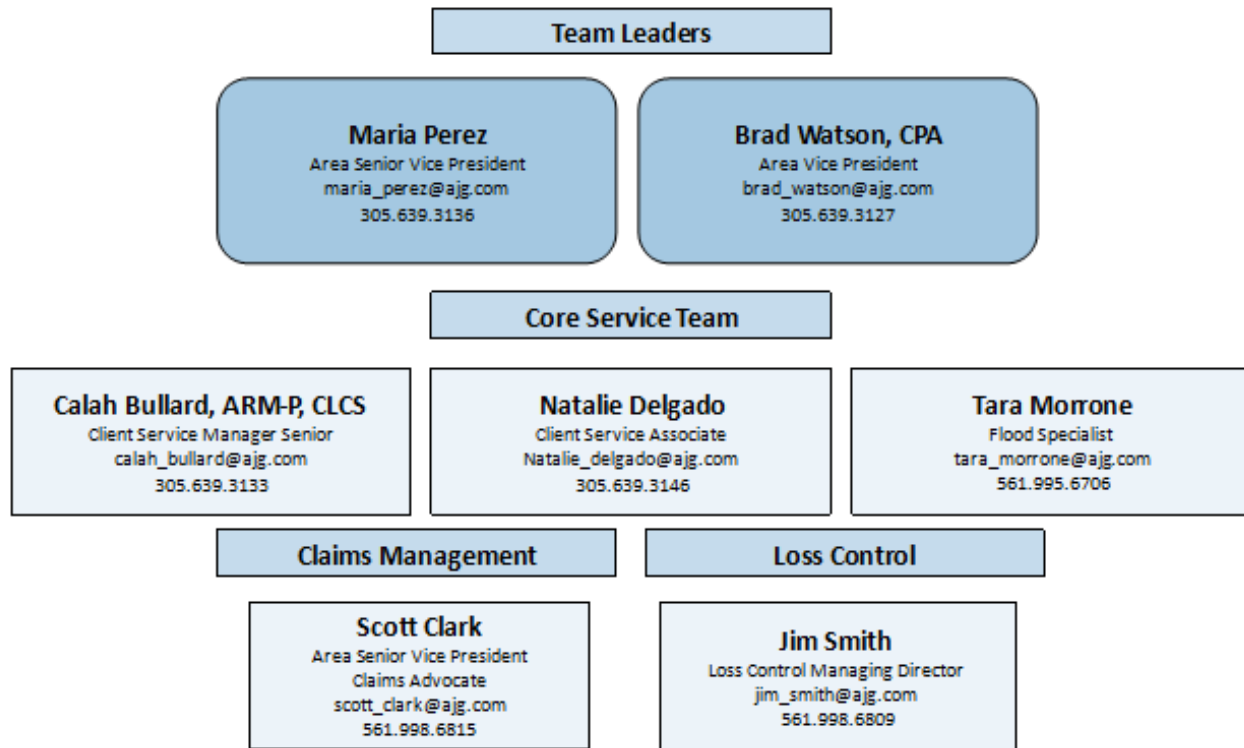 Team Leaders
Maria Perez
Area Senior Vice President
maria_perez@ajg.com
305.639.3136
Brad Watson, CPA
Area Vice President
brad_watson@ajg.com
305.639.3127
Core Service Team
Calah Bullard, ARM-P, CLCS
Client Service Manager Senior
calah_bullard@ajg.com
305.639.3133
Natalie Delgado
Client Service Associate
Natalie_delgado@ajg.com
305.639.3146
Tara Morrone
Flood Specialist
tara_morrone@ajg.com
561.995.6706
Claims Management
Scott Clark
Area Senior Vice President
Claims Advocate
scott_clark@ajg.com
561.998.6815
Loss Control
Jim Smith
Loss Control Managing Director
jim_smith@ajg.com
561.998.6809